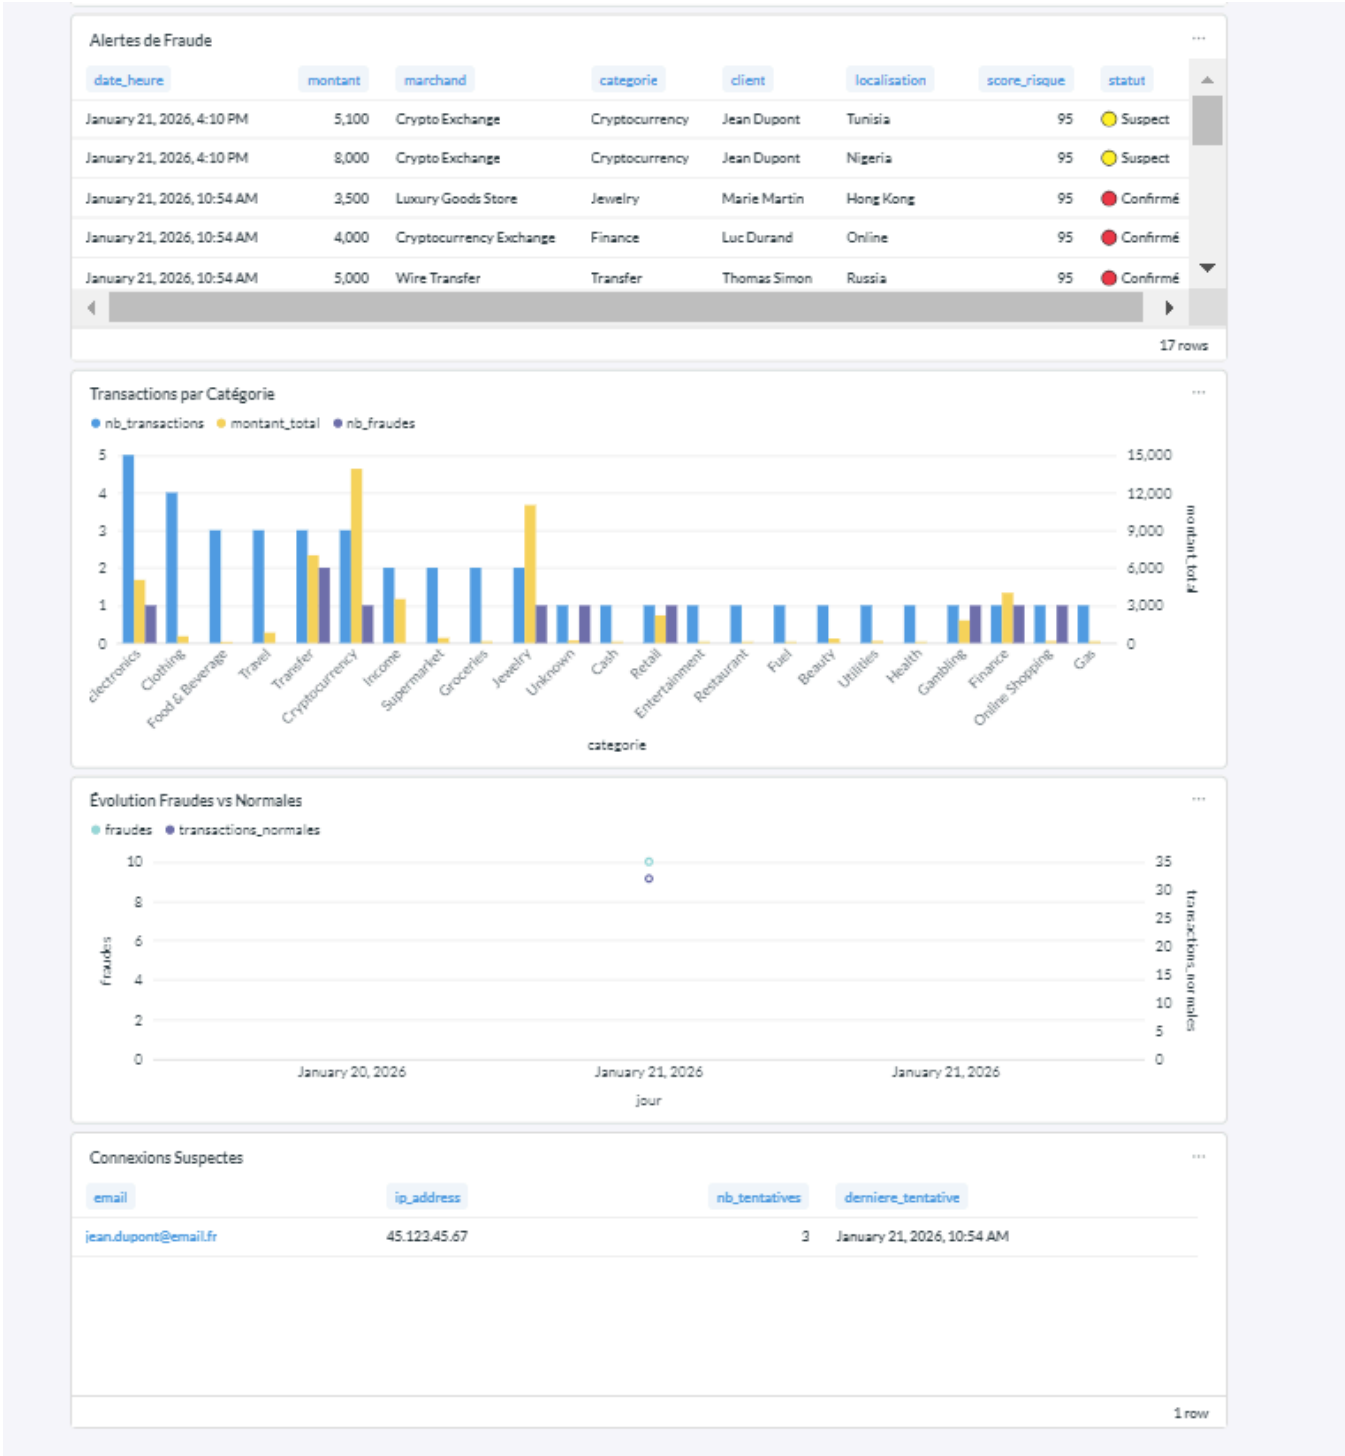 Alertes de Fraude
date_heure montant marchand categorie client localisation score_risque statut
January 21, 2026, 4:10 PM 5,100 Crypto Exchange Cryptocurrency Jean Dupont Tunisia 95 Suspect
January 21, 2026, 4:10 PM 8,000 Crypto Exchange Cryptocurrency Jean Dupont Nigeria 95 Suspect
January 21, 2026, 10:54 AM 3,500 Luxury Goods Store Jewelry Marie Martin Hong Kong 95 Confirmé
January 21, 2026, 10:54 AM 4,000 Cryptocurrency Exchange Finance Luc Durand Online 95 Confirmé
January 21, 2026, 10:54 AM 5,000 Wire Transfer Transfer Thomas Simon Russia 95 Confirmé
17 rows
Transactions par Catégorie
nb_transactions montant_total nb_fraudes
5 15,000
4 12,000
3 9,000
2 6,000
1 3,000
0 0
montant_total
Electronics Clothing Food & Beverage Travel Transfer Cryptocurrency Income Supermarket Groceries Jewelry Unknown Cash Retail Entertainment Restaurant Fuel Beauty Utilities Health Gambling Finance Online Shopping Gas
categorie
Évolution Fraudes vs Normales
fraudes transactions_normales
10 35
8 30
6 25
4 20
2 15
0 10
5
0
fraudes
transactions_normales
January 20, 2026 January 21, 2026 January 21, 2026
jour
Connexions Suspectes
email ip_address nb_tentatives derniere_tentative
jean.dupont@email.fr 45.123.45.67 3 January 21, 2026, 10:54 AM
1 row